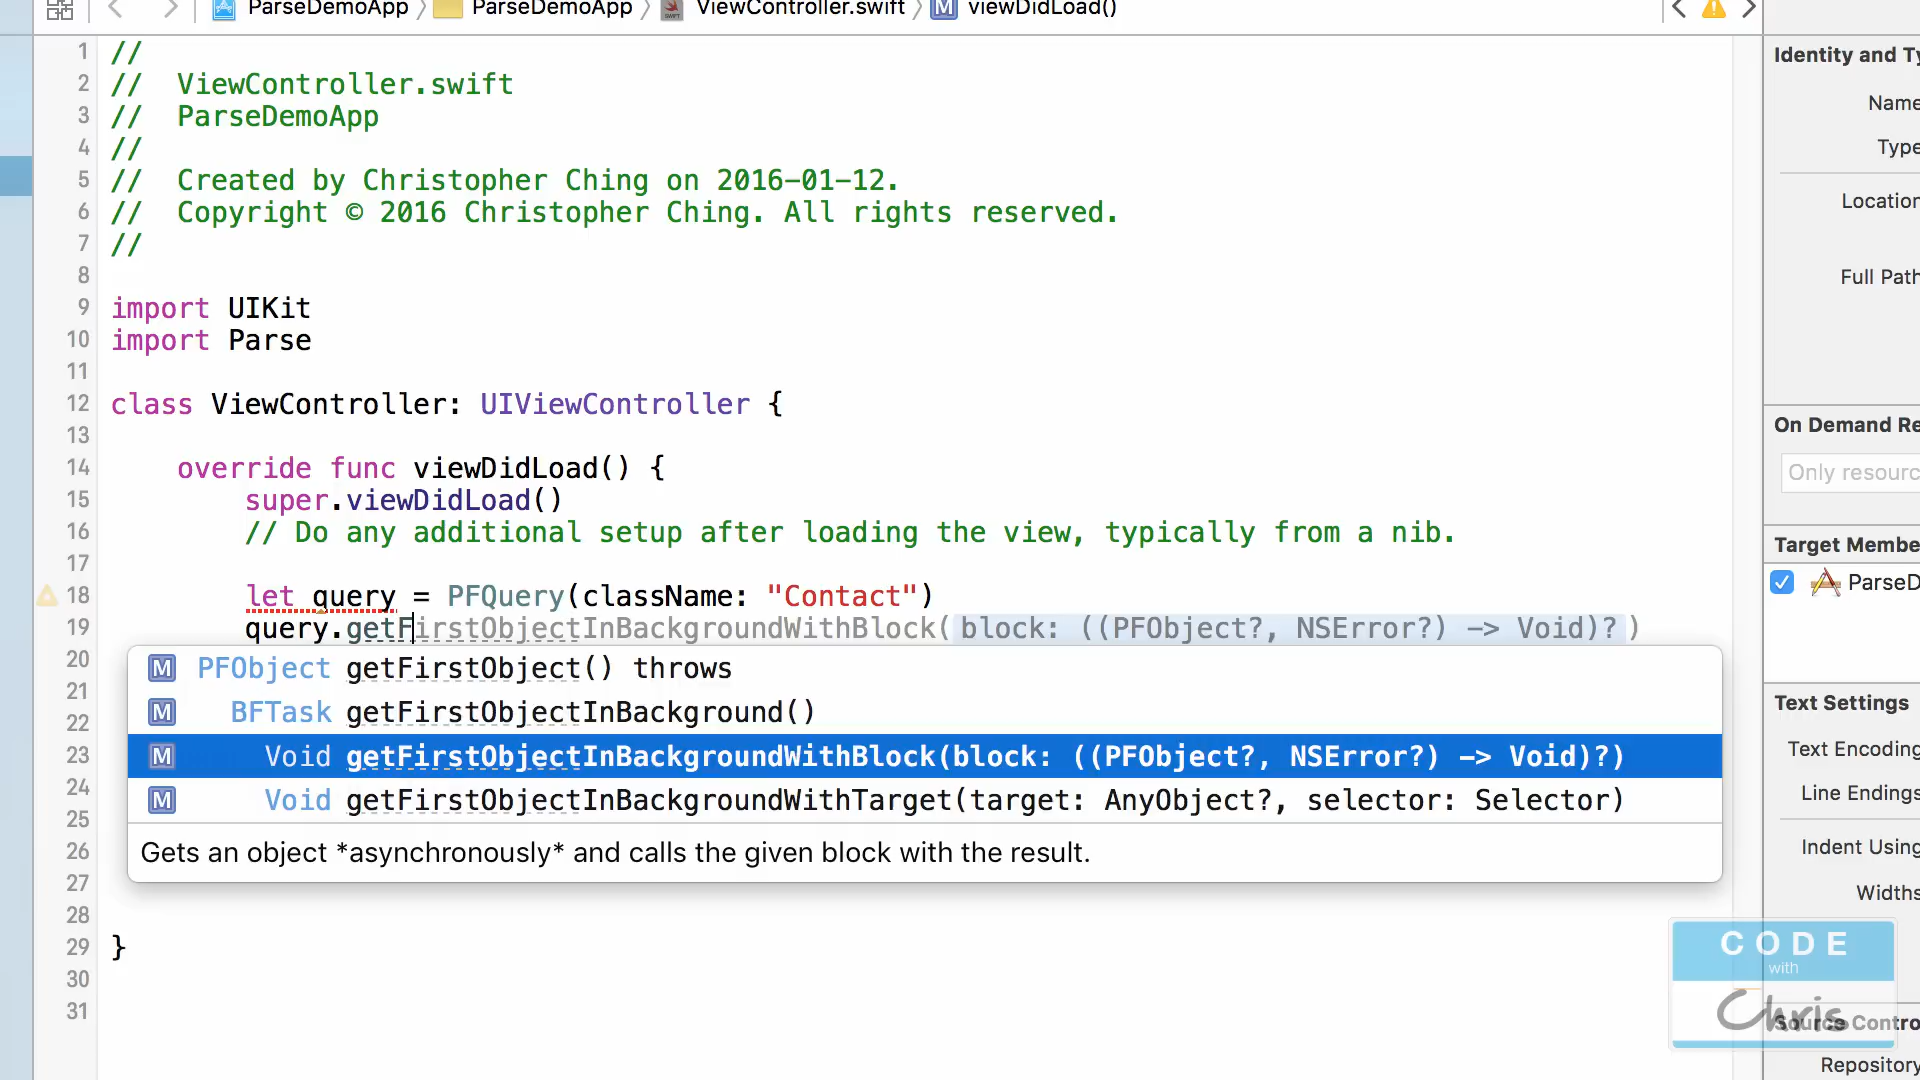 ParseDemoApp ParseDemoApp ViewController.swift M viewDidLoad()
1 //
2 // ViewController.swift
3 // ParseDemoApp
4 //
5 // Created by Christopher Ching on 2016-01-12.
6 // Copyright © 2016 Christopher Ching. All rights reserved.
7 //
8
9 import UIKit
10 import Parse
11
12 class ViewController: UIViewController {
13
14 override func viewDidLoad() {
15 super.viewDidLoad()
16 // Do any additional setup after loading the view, typically from a nib.
17
18 let query = PFQuery(className: "Contact")
19 query.getFirstObjectInBackgroundWithBlock(block: ((PFObject?, NSError?) -> Void)?)
20
M PFObject getFirstObject() throws
21
22
M BFTask getFirstObjectInBackground()
23
M Void getFirstObjectInBackgroundWithBlock(block: ((PFObject?, NSError?) -> Void)?)
24
M Void getFirstObjectInBackgroundWithTarget(target: AnyObject?, selector: Selector)
25
26
Gets an object *asynchronously* and calls the given block with the result.
27
28
29 }
30
31
Identity and Ty
Name
Type
Location
Full Path
On Demand Re
Only resourc
Target Membe
ParseD
Text Settings
Text Encoding
Line Endings
Indent Using
Widths
Source Contro
Repository
CODE
with
Chris